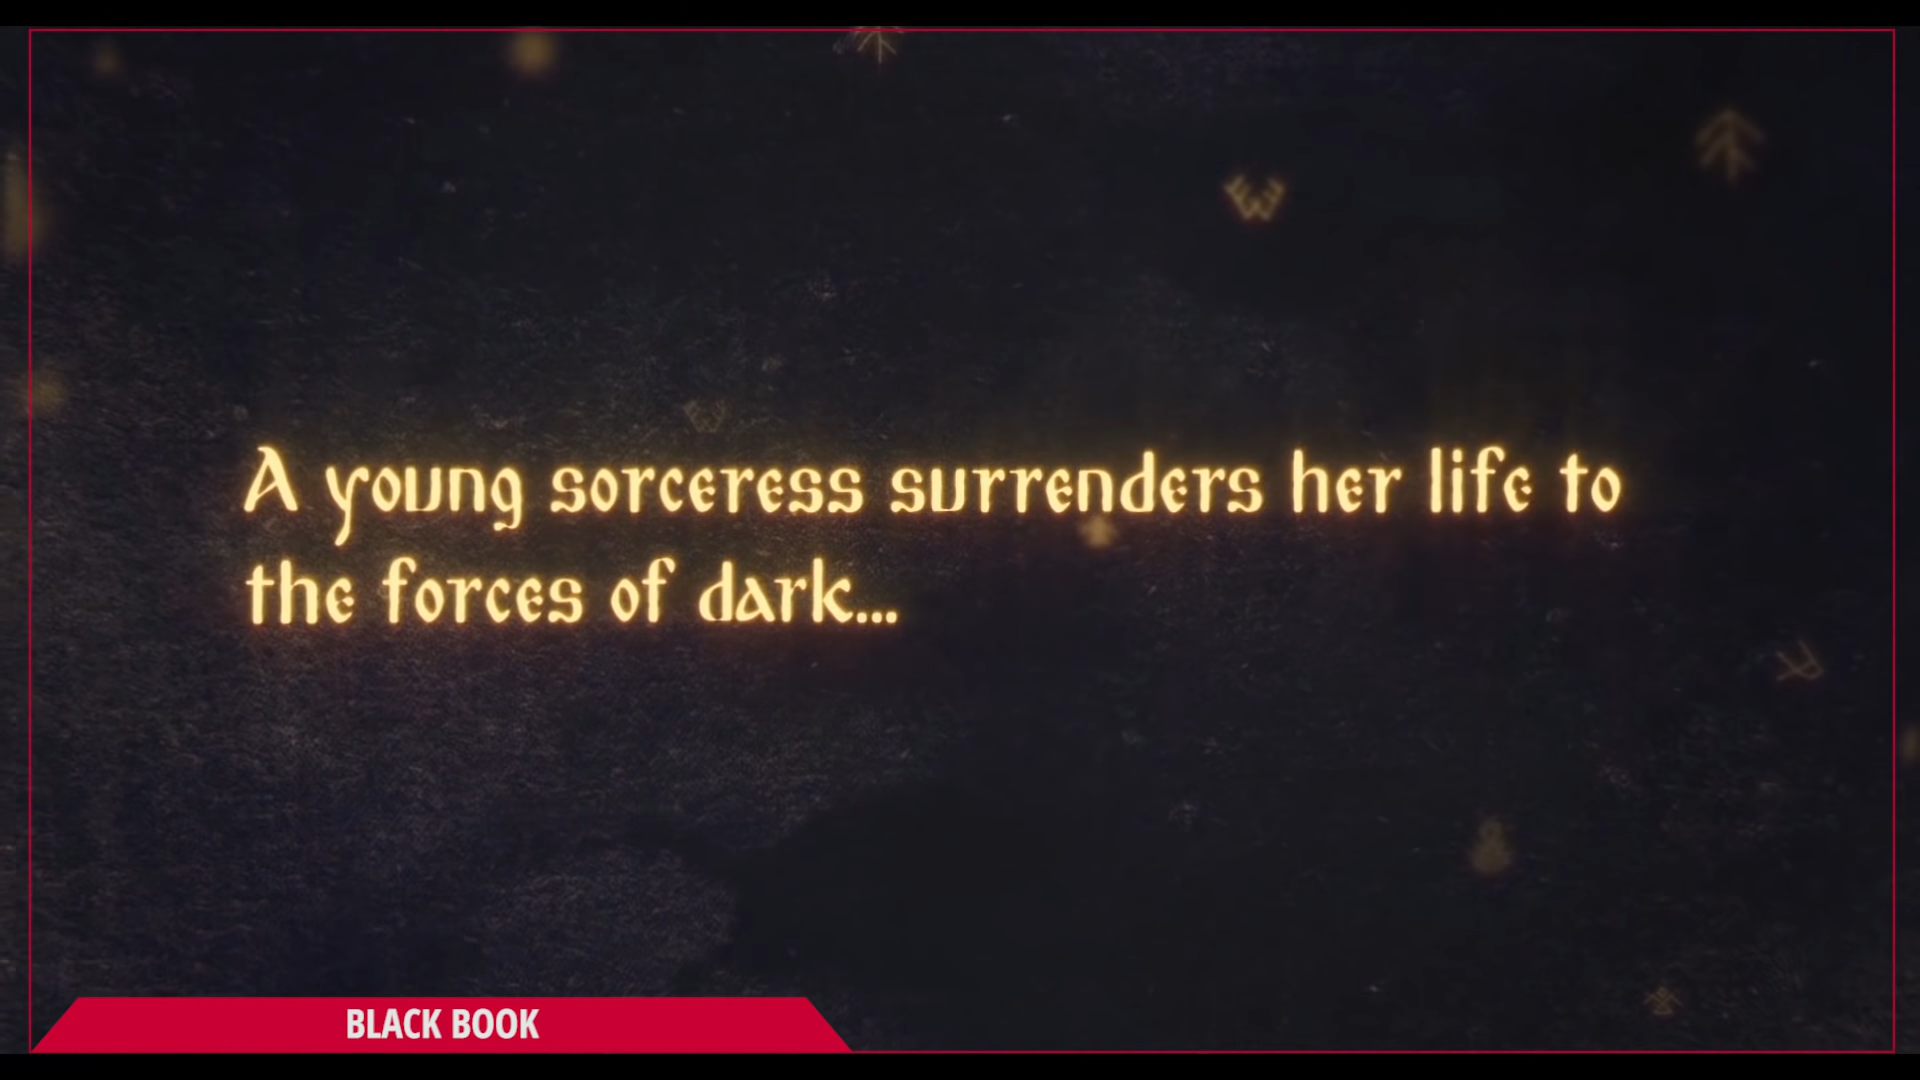 A young sorceress surrenders her life to
the forces of dark...
BLACK BOOK